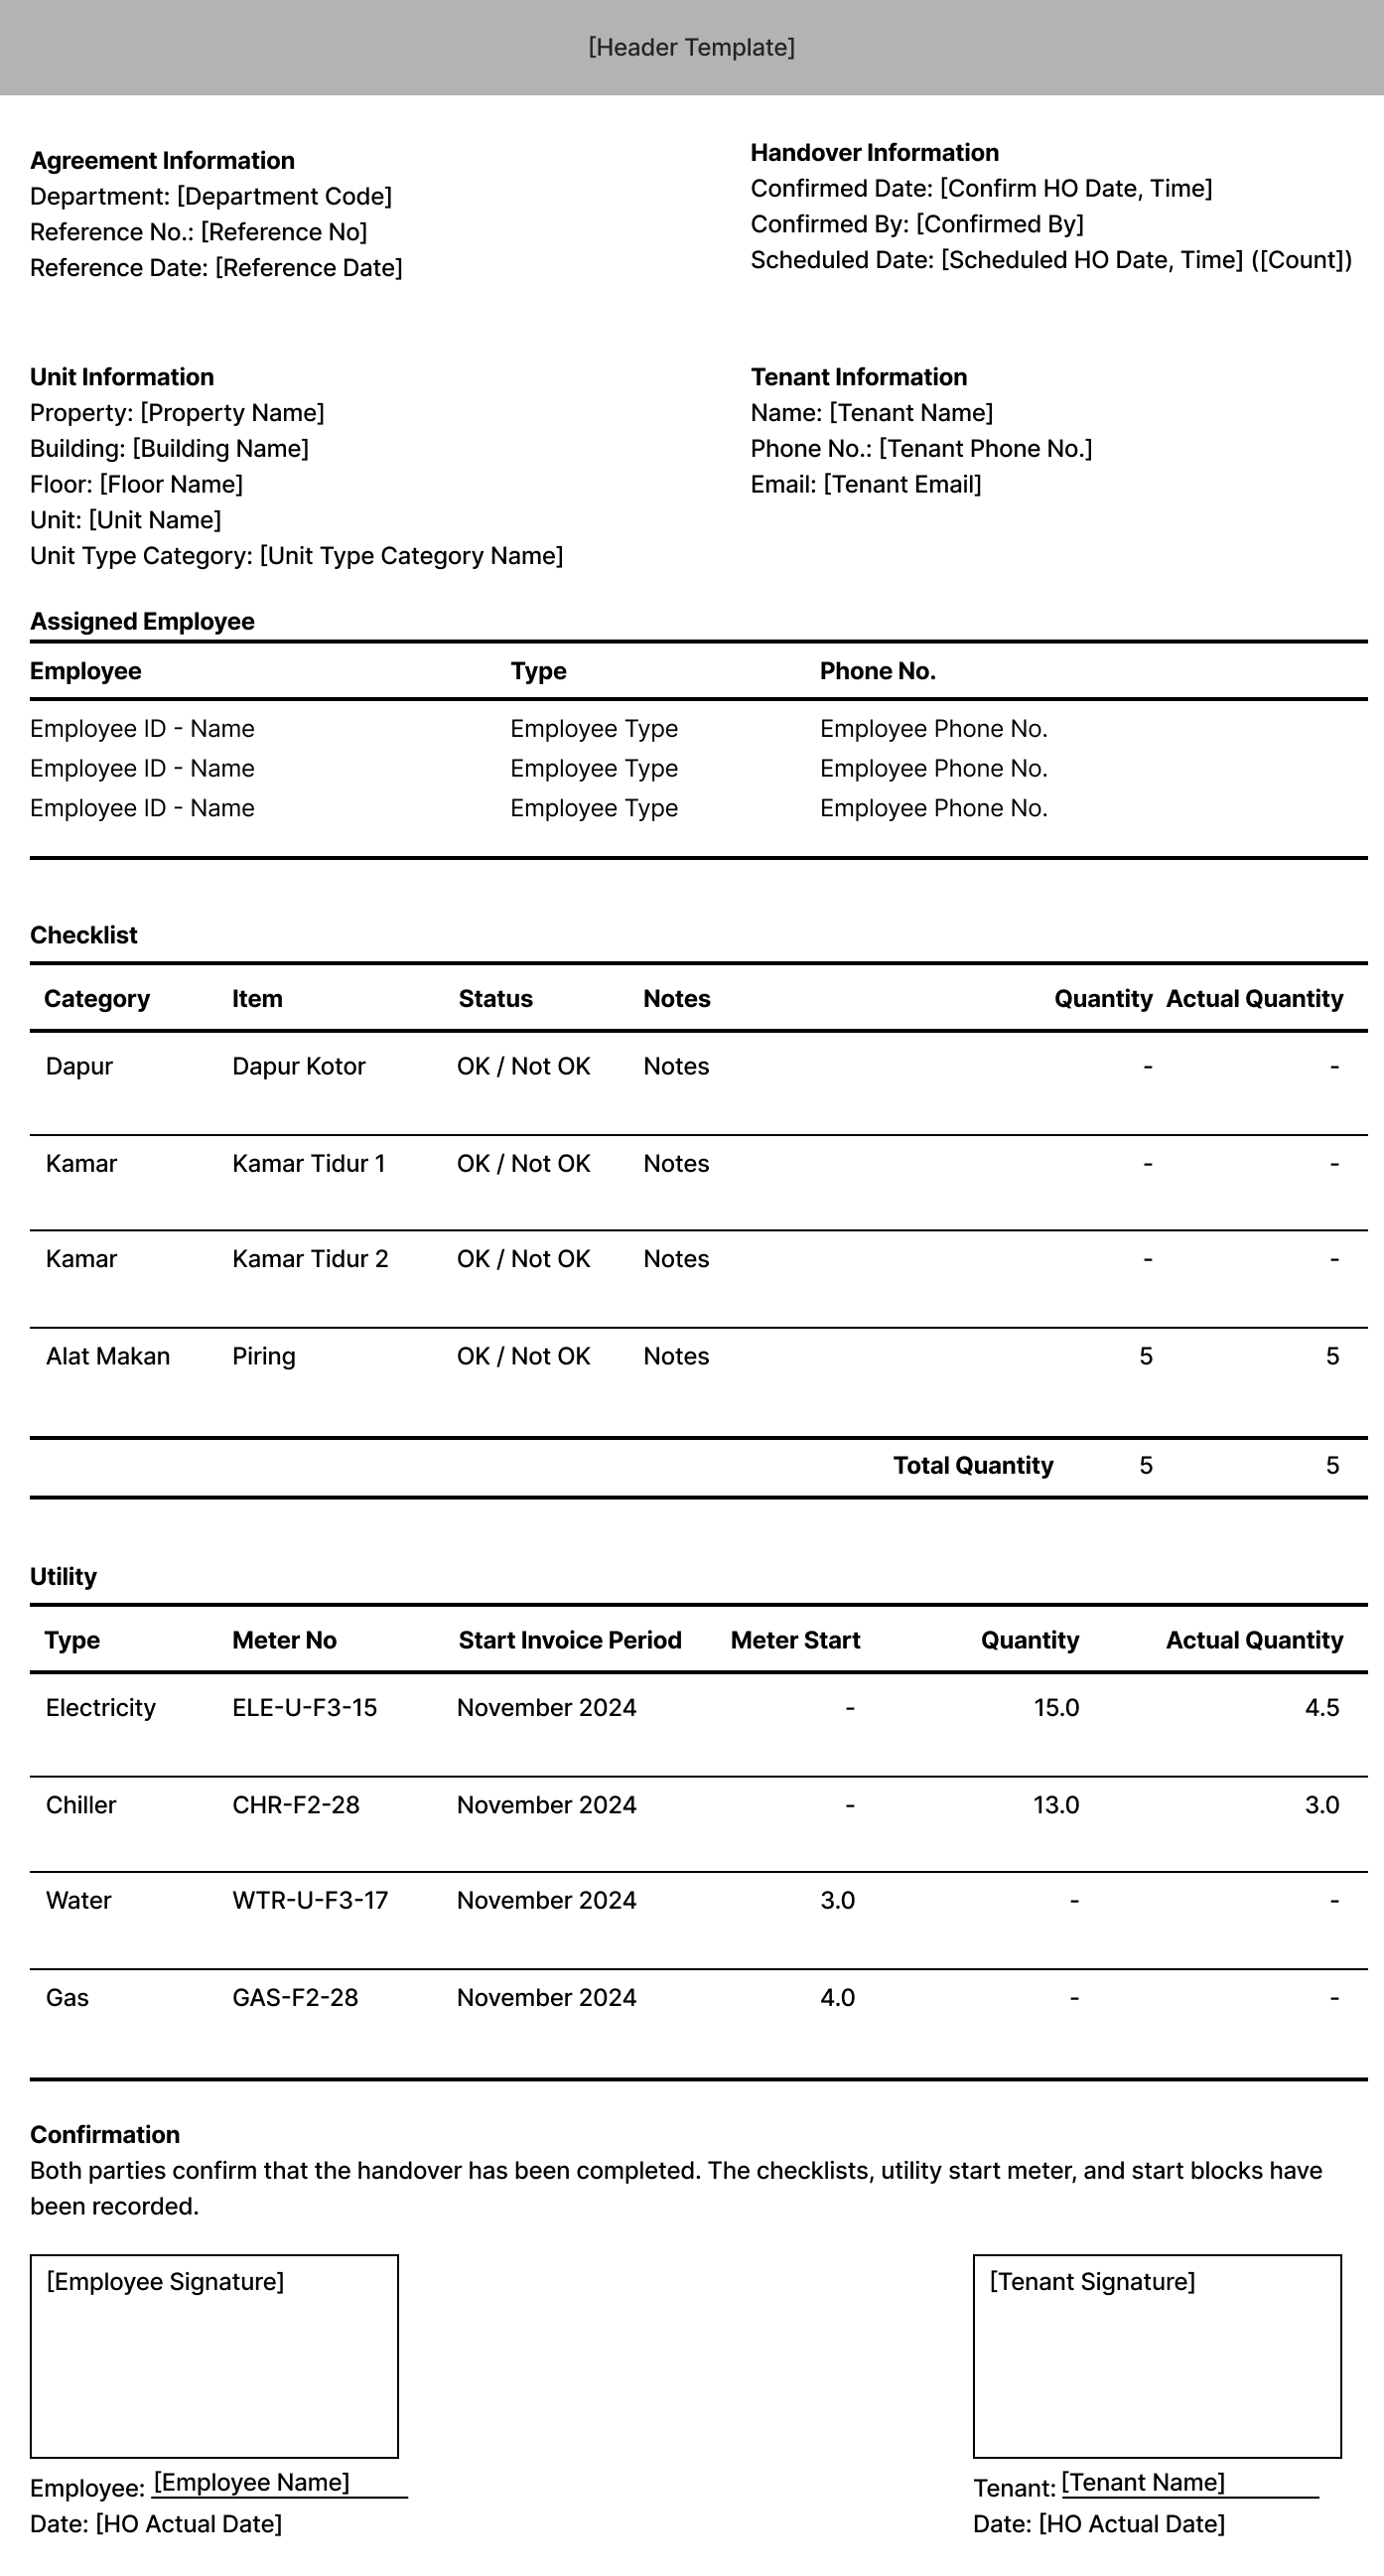 [Header Template]
Agreement Information
Department: [Department Code]
Reference No.: [Reference No]
Reference Date: [Reference Date]
Handover Information
Confirmed Date: [Confirm HO Date, Time]
Confirmed By: [Confirmed By]
Scheduled Date: [Scheduled HO Date, Time] ([Count])
Unit Information
Property: [Property Name]
Building: [Building Name]
Floor: [Floor Name]
Unit: [Unit Name]
Unit Type Category: [Unit Type Category Name]
Tenant Information
Name: [Tenant Name]
Phone No.: [Tenant Phone No.]
Email: [Tenant Email]
Assigned Employee
Employee Type Phone No.
Employee ID - Name Employee Type Employee Phone No.
Employee ID - Name Employee Type Employee Phone No.
Employee ID - Name Employee Type Employee Phone No.
Checklist
Category Item Status Notes Quantity Actual Quantity
Dapur Dapur Kotor OK / Not OK Notes - -
Kamar Kamar Tidur 1 OK / Not OK Notes - -
Kamar Kamar Tidur 2 OK / Not OK Notes - -
Alat Makan Piring OK / Not OK Notes 5 5
Total Quantity 5 5
Utility
Type Meter No Start Invoice Period Meter Start Quantity Actual Quantity
Electricity ELE-U-F3-15 November 2024 - 15.0 4.5
Chiller CHR-F2-28 November 2024 - 13.0 3.0
Water WTR-U-F3-17 November 2024 3.0 - -
Gas GAS-F2-28 November 2024 4.0 - -
Confirmation
Both parties confirm that the handover has been completed. The checklists, utility start meter, and start blocks have
been recorded.
[Employee Signature]
Employee: [Employee Name]
Date: [HO Actual Date]
[Tenant Signature]
Tenant: [Tenant Name]
Date: [HO Actual Date]